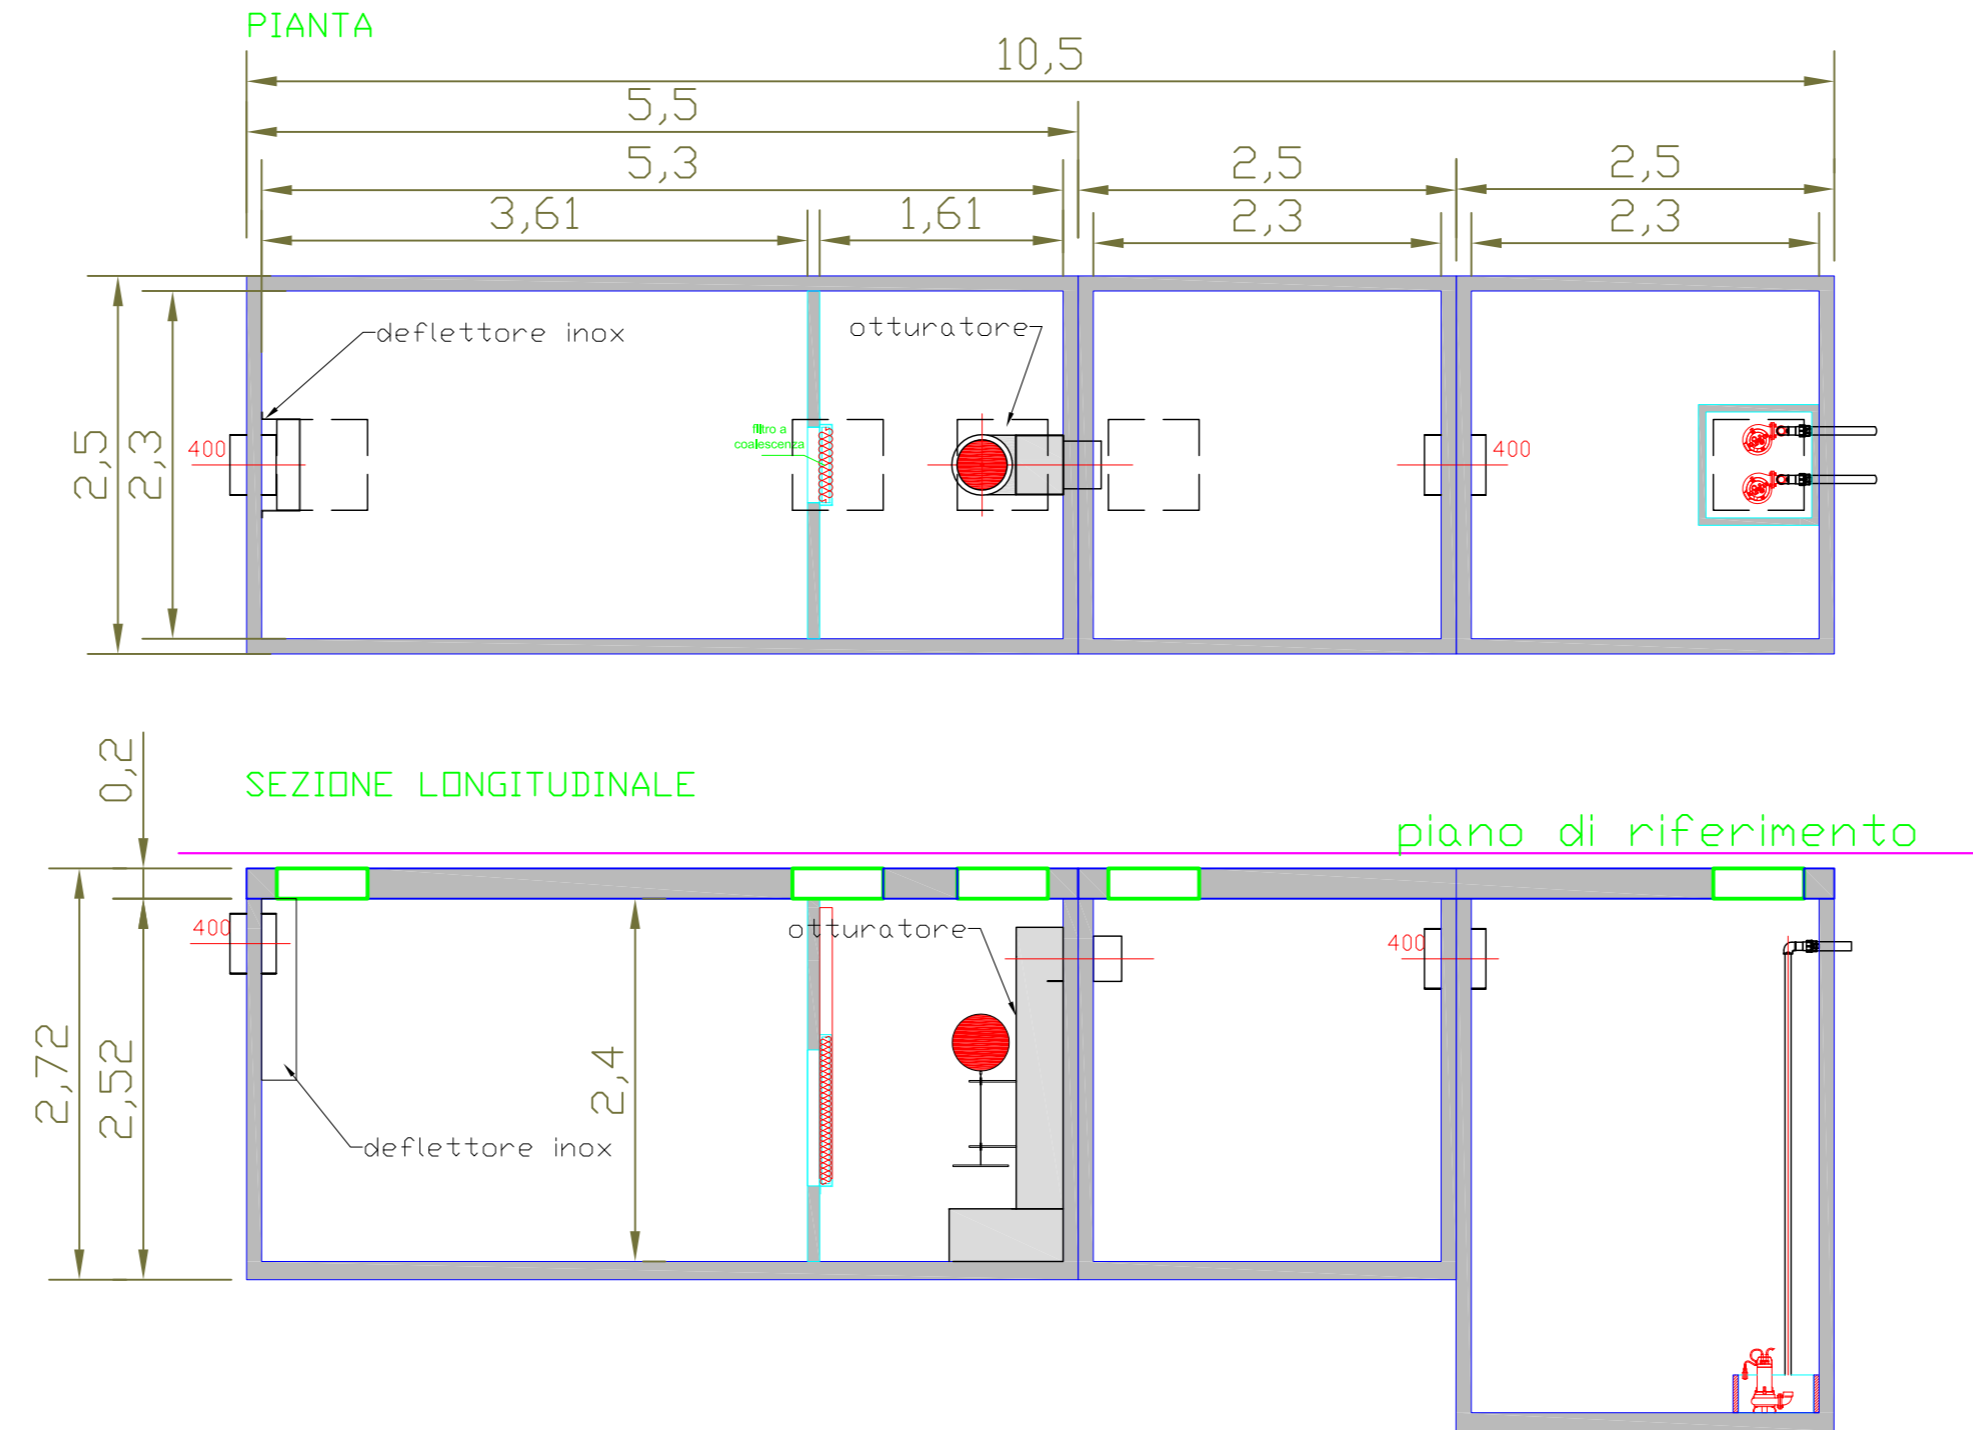 PIANTA
10,5
5,5
5,3
2,5
2,5
3,61
1,61
2,3
2,3
deflettore inox
otturatore
2,5
2,3
400
filtro a
coalescenza
400
0,2
SEZIONE LONGITUDINALE
piano di riferimento
400
otturatore
400
2,72
2,52
2,4
deflettore inox